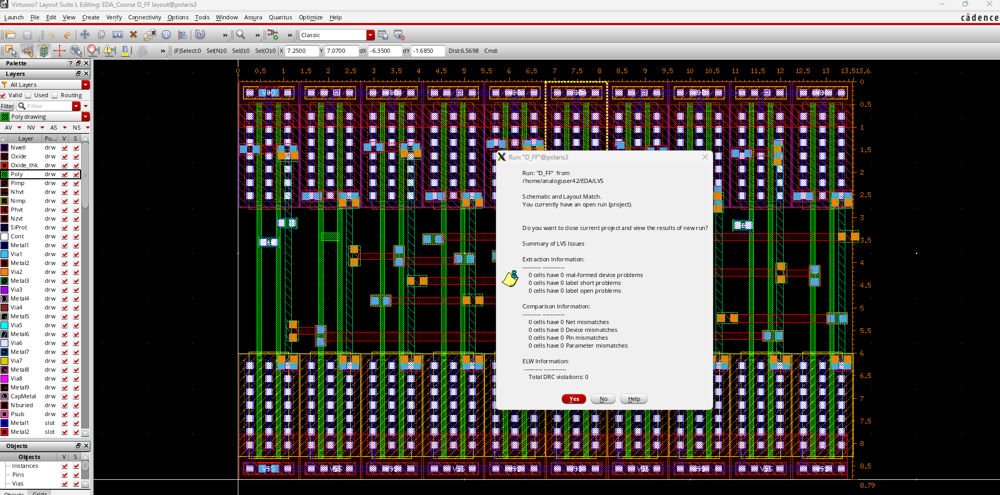 Virtuoso? Layout Suite L Editing: EDA_Course D_FF layout@polaris3
Launch File Edit View Create Verify Connectivity Options Tools Window Assura Quantus Optimize Help
cādence
» » » Classic
» (F)Select:0 Sel(N):0 Sel(I):0 Sel(O):0 X 7.2500 Y 7.0700 dX -6.3500 dY -1.6850 Dist:6.5698 Cmd:
Palette
Layers
All Layers
Valid Used Routing
Filter Filter
Poly drawing
AV NV AS NS
Layer Pu... V S
Nwell drw
Oxide drw
Oxide_thk drw
Poly drw
Pimp drw
Nhvt drw
Nimp drw
Phvt drw
Nzvt drw
SiProt drw
Cont drw
Metal1 drw
Via1 drw
Metal2 drw
Via2 drw
Metal3 drw
Via3 drw
Metal4 drw
Via4 drw
Metal5 drw
Via5 drw
Metal6 drw
Via6 drw
Metal7 drw
Via7 drw
Metal8 drw
Via8 drw
Metal9 drw
CapMetal drw
Nburied drw
Psub drw
Metal1 slot
Metal2 slot
Objects
Objects V S
Instances
Pins
Vias
Objects Grids
0 0.5 1 1.5 2 2.5 3 3.5 4 4.5 5 5.5 6 6.5 7 7.5 8 8.5 9 9.5 10 10.5 11 11.5 12 12.5 13 13.513.6
0
0.5
1
1.5
2
2.5
3
3.5
4
4.5
5
5.5
6
6.5
7
7.5
8
8.5
8.79
VDD
VSS VSS VSS VSS
Run: "D_FF"@polaris3
Run: "D_FF" from
/home/analoguser42/EDA/LVS
Schematic and Layout Match.
You currently have an open run (project).
Do you want to close current project and view the results of new run?
Summary of LVS Issues
Extraction Information:
---------- -----------
0 cells have 0 mal-formed device problems
0 cells have 0 label short problems
0 cells have 0 label open problems
Comparison Information:
---------- -----------
0 cells have 0 Net mismatches
0 cells have 0 Device mismatches
0 cells have 0 Pin mismatches
0 cells have 0 Parameter mismatches
ELW Information:
---------- -----------
Total DRC violations: 0
Yes No Help